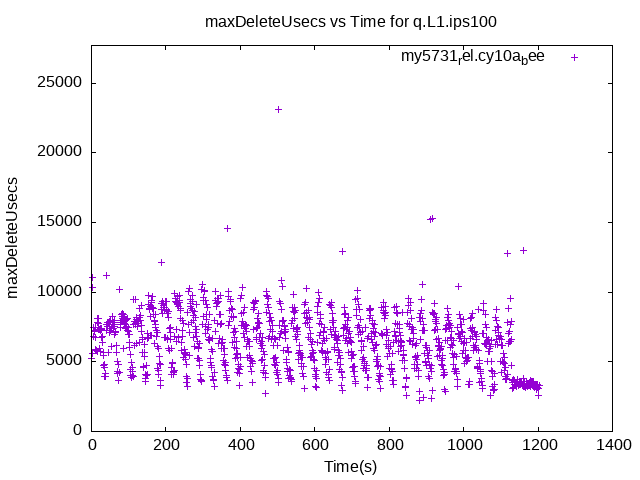 maxDeleteUsecs vs Time for q.L1.ips100
my5731rel.cy10abee
25000
20000
15000
10000
5000
0
maxDeleteUsecs
0 200 400 600 800 1000 1200 1400
Time(s)